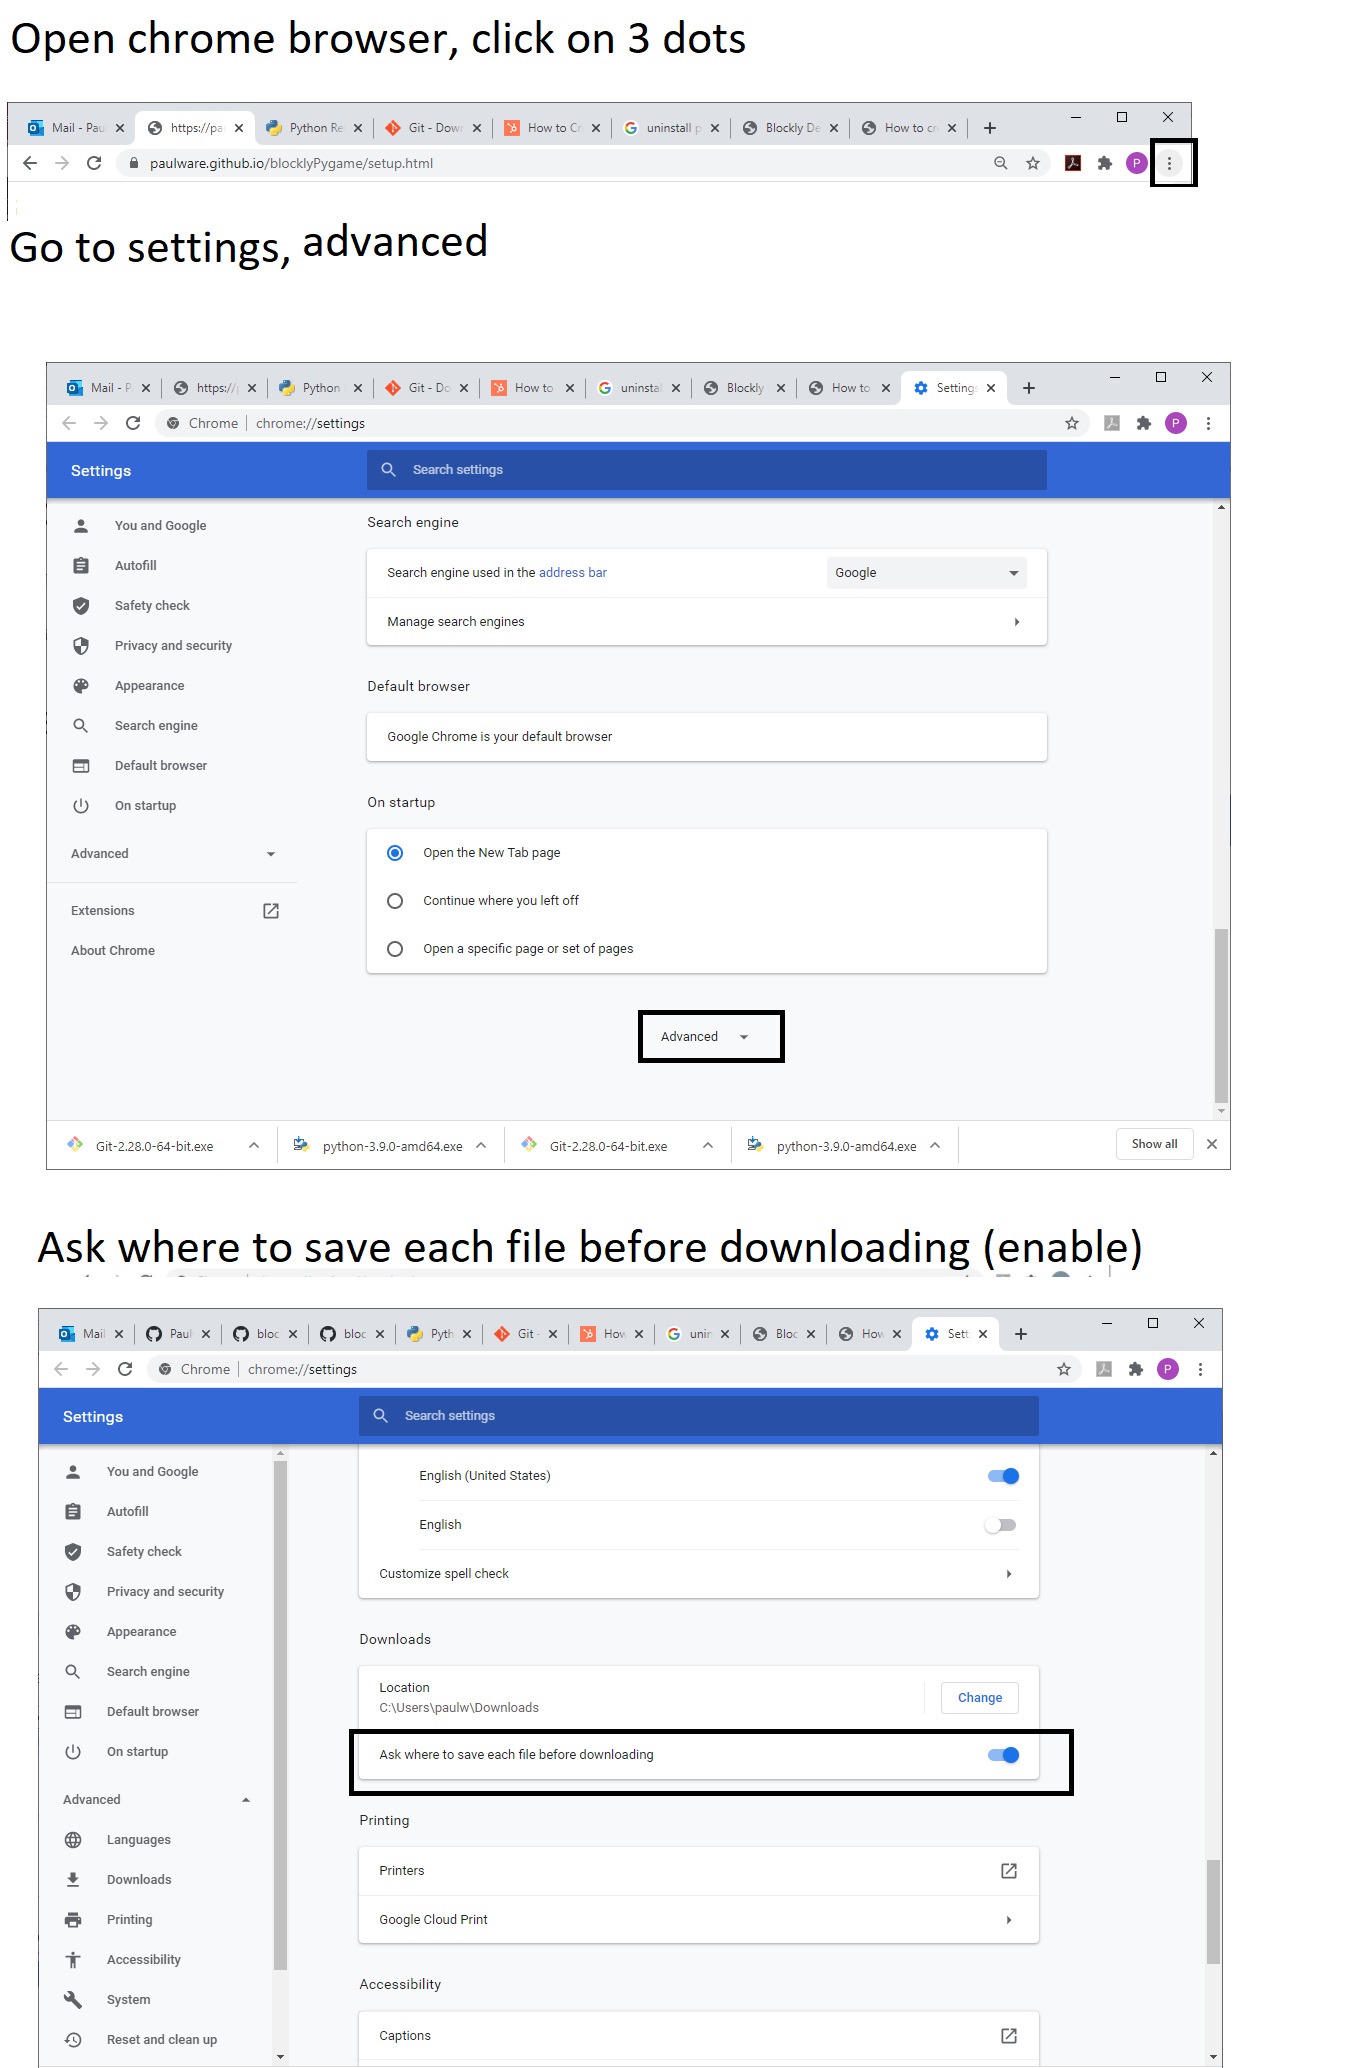 Open chrome browser, click on 3 dots
Mail - Pau https://pa Python Re Git - Dow How to Cr uninstall p Blockly De How to cr
paulware.github.io/blocklyPygame/setup.html P
Go to settings, advanced
Mail - P https:// Python Git - Do How to uninsta Blockly How to Settings
Chrome chrome://settings P
Settings Search settings
You and Google
Autofill
Safety check
Privacy and security
Appearance
Search engine
Default browser
On startup
Advanced
Extensions
About Chrome
Search engine
Search engine used in the address bar Google
Manage search engines
Default browser
Google Chrome is your default browser
On startup
Open the New Tab page
Continue where you left off
Open a specific page or set of pages
Advanced
Git-2.28.0-64-bit.exe python-3.9.0-amd64.exe Git-2.28.0-64-bit.exe python-3.9.0-amd64.exe Show all
Ask where to save each file before downloading (enable)
Mail Paul bloc bloc Pyth Git - How unin Bloc How Sett
Chrome chrome://settings P
Settings Search settings
You and Google
Autofill
Safety check
Privacy and security
Appearance
Search engine
Default browser
On startup
Advanced
Languages
Downloads
Printing
Accessibility
System
Reset and clean up
English (United States)
English
Customize spell check
Downloads
Location
C:\Users\paulw\Downloads Change
Ask where to save each file before downloading
Printing
Printers
Google Cloud Print
Accessibility
Captions